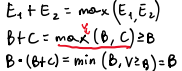 E₁+E₂ = max(E₁,E₂)
B+C = max(B, C)≥B
B·(B+C) = min(B, V≥B) = B